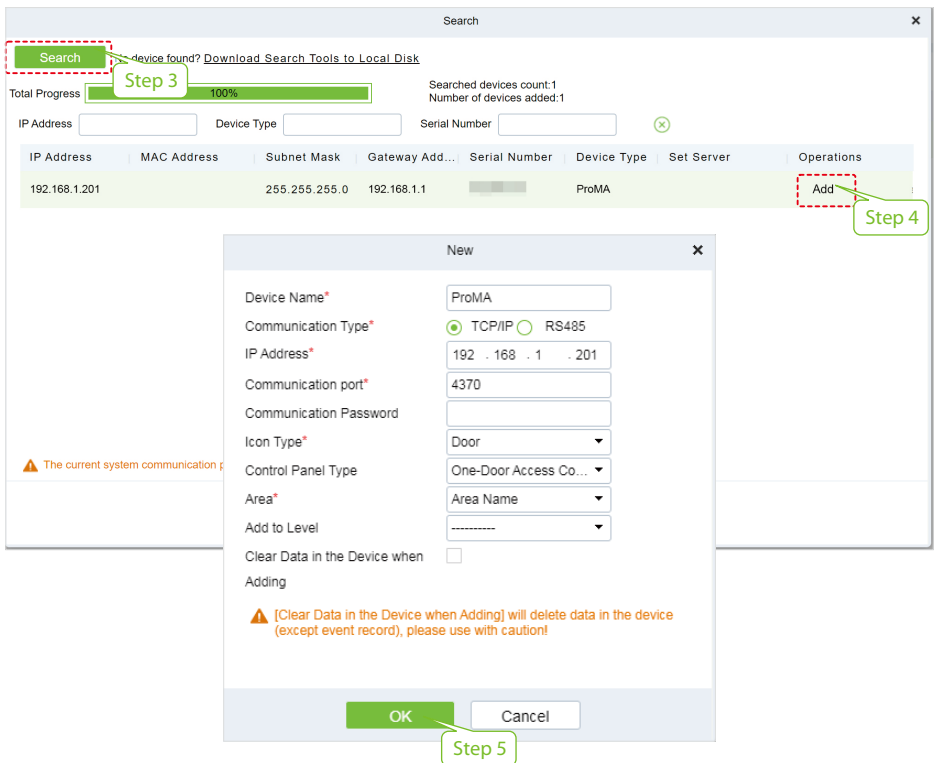 Search
Search
No device found? Download Search Tools to Local Disk
Step 3
Total Progress 100%
Searched devices count:1
Number of devices added:1
IP Address Device Type Serial Number
IP Address MAC Address Subnet Mask Gateway Add... Serial Number Device Type Set Server Operations
192.168.1.201 255.255.255.0 192.168.1.1 ProMA Add
Step 4
New
Device Name* ProMA
Communication Type* TCP/IP RS485
IP Address* 192 . 168 . 1 . 201
Communication port* 4370
Communication Password
Icon Type* Door
Control Panel Type One-Door Access Co...
Area* Area Name
Add to Level ----------
Clear Data in the Device when
Adding
The current system communication
[Clear Data in the Device when Adding] will delete data in the device
(except event record), please use with caution!
OK Cancel
Step 5